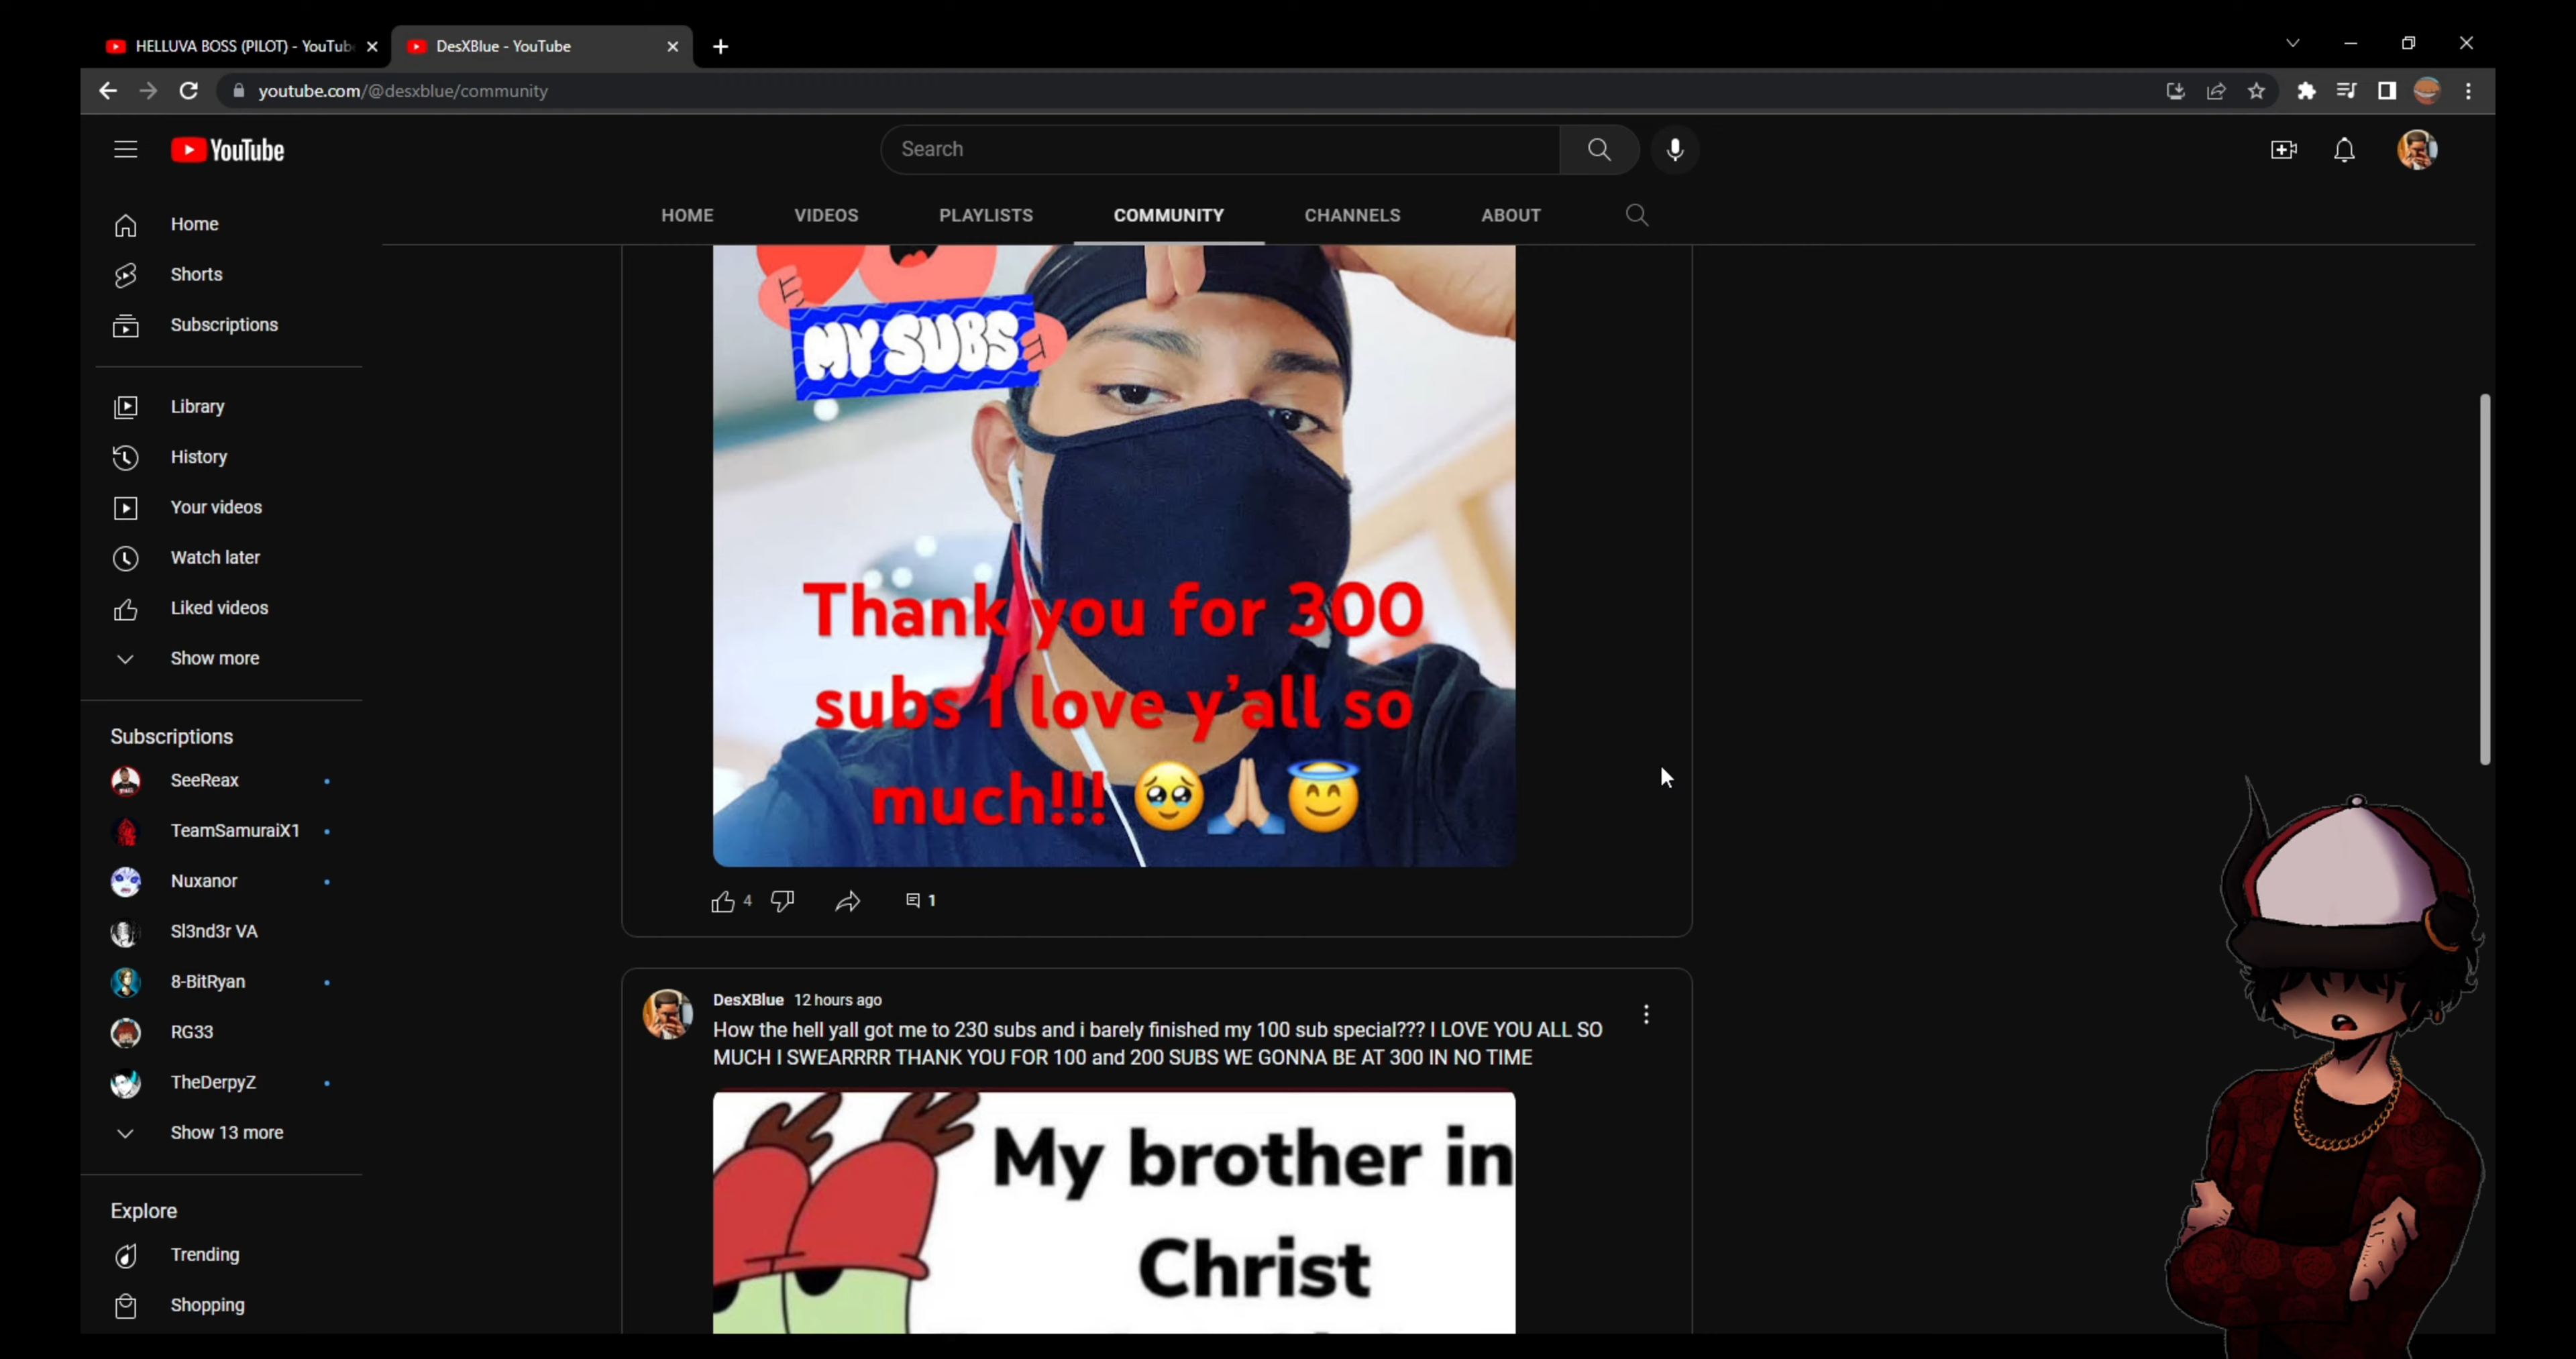 HELLUVA BOSS (PILOT) - YouTub
DesXBlue - YouTube
youtube.com/@desxblue/community
YouTube
Search
HOME
VIDEOS
PLAYLISTS
COMMUNITY
CHANNELS
ABOUT
Home
Shorts
Subscriptions
Library
History
Your videos
Watch later
Liked videos
Show more
Subscriptions
SeeReax
TeamSamuraiX1
Nuxanor
Sl3nd3r VA
8-BitRyan
RG33
TheDerpyZ
Show 13 more
Explore
Trending
Shopping
MY SUBS
Thank you for 300
subs I love y'all so
much!!! 🥹🙏🏼😇
4
1
DesXBlue 12 hours ago
How the hell yall got me to 230 subs and i barely finished my 100 sub special??? I LOVE YOU ALL SO
MUCH I SWEARRRR THANK YOU FOR 100 and 200 SUBS WE GONNA BE AT 300 IN NO TIME
My brother in
Christ